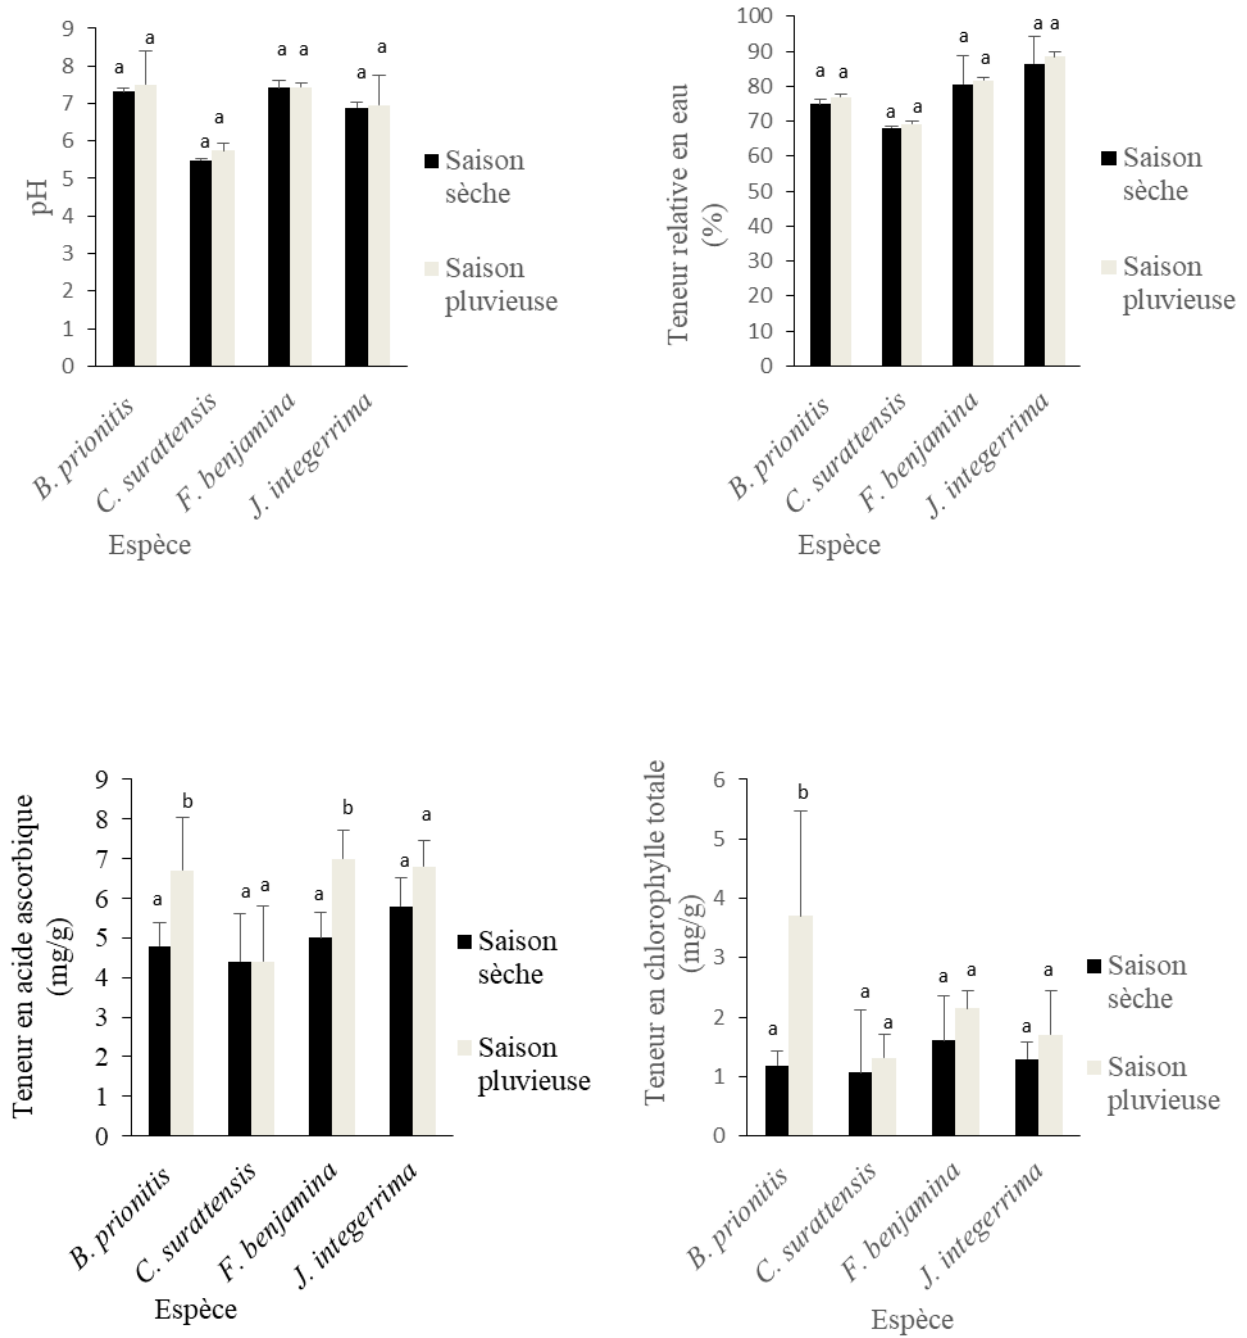 9
8
7
6
5
4
3
2
1
0
pH
a
a
a
a
a
a
a
a
B. prionitis
C. surattensis
F. benjamina
J. integerrima
Espèce
Saison
sèche
Saison
pluvieuse
100
90
80
70
60
50
40
30
20
10
0
Teneur relative en eau
(%)
a
a
a
a
a
a
a
a
B. prionitis
C. surattensis
F. benjamina
J. integerrima
Espèce
Saison
sèche
Saison
pluvieuse
9
8
7
6
5
4
3
2
1
0
Teneur en acide ascorbique
(mg/g)
a
b
a
a
a
b
a
a
B. prionitis
C. surattensis
F. benjamina
J. integerrima
Espèce
Saison
sèche
Saison
pluvieuse
6
5
4
3
2
1
0
Teneur en chlorophylle totale
(mg/g)
a
b
a
a
a
a
a
a
B. prionitis
C. surattensis
F. benjamina
J. integerrima
Espèce
Saison
sèche
Saison
pluvieuse